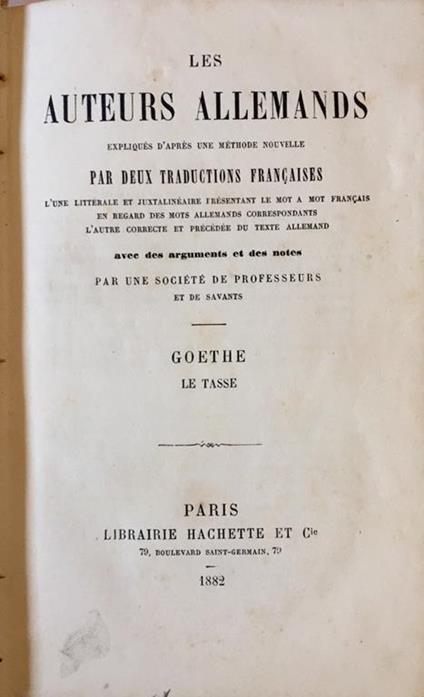 LES
AUTEURS ALLEMANDS
EXPLIQUÉS D'APRÈS UNE MÉTHODE NOUVELLE
PAR DEUX TRADUCTIONS FRANÇAISES
L'UNE LITTÉRALE ET JUXTALINÉAIRE PRÉSENTANT LE MOT A MOT FRANÇAIS
EN REGARD DES MOTS ALLEMANDS CORRESPONDANTS
L'AUTRE CORRECTE ET PRÉCÉDÉE DU TEXTE ALLEMAND
avec des arguments et des notes
PAR UNE SOCIÉTÉ DE PROFESSEURS
ET DE SAVANTS
GOETHE
LE TASSE
PARIS
LIBRAIRIE HACHETTE ET Cie
79, BOULEVARD SAINT-GERMAIN, 79
1882